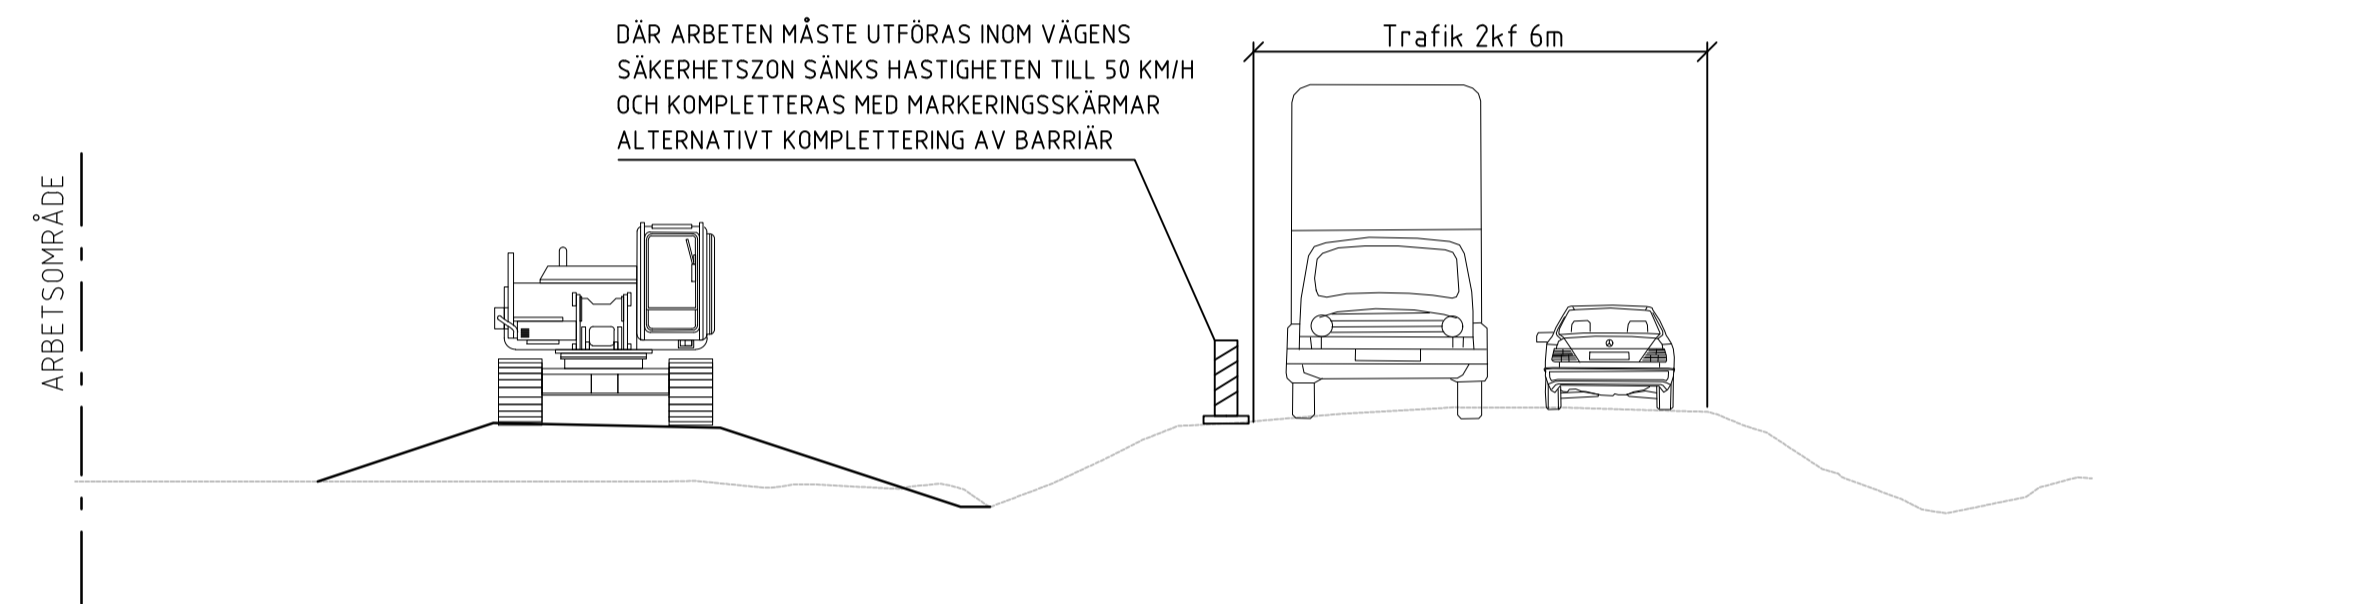 DÄR ARBETEN MÅSTE UTFÖRAS INOM VÄGENS
SÄKERHETSZON SÄNKS HASTIGHETEN TILL 50 KM/H
OCH KOMPLETTERAS MED MARKERINGSSKÄRMAR
ALTERNATIVT KOMPLETTERING AV BARRIÄR
Trafik 2kf 6m
ARBETSOMRÅDE